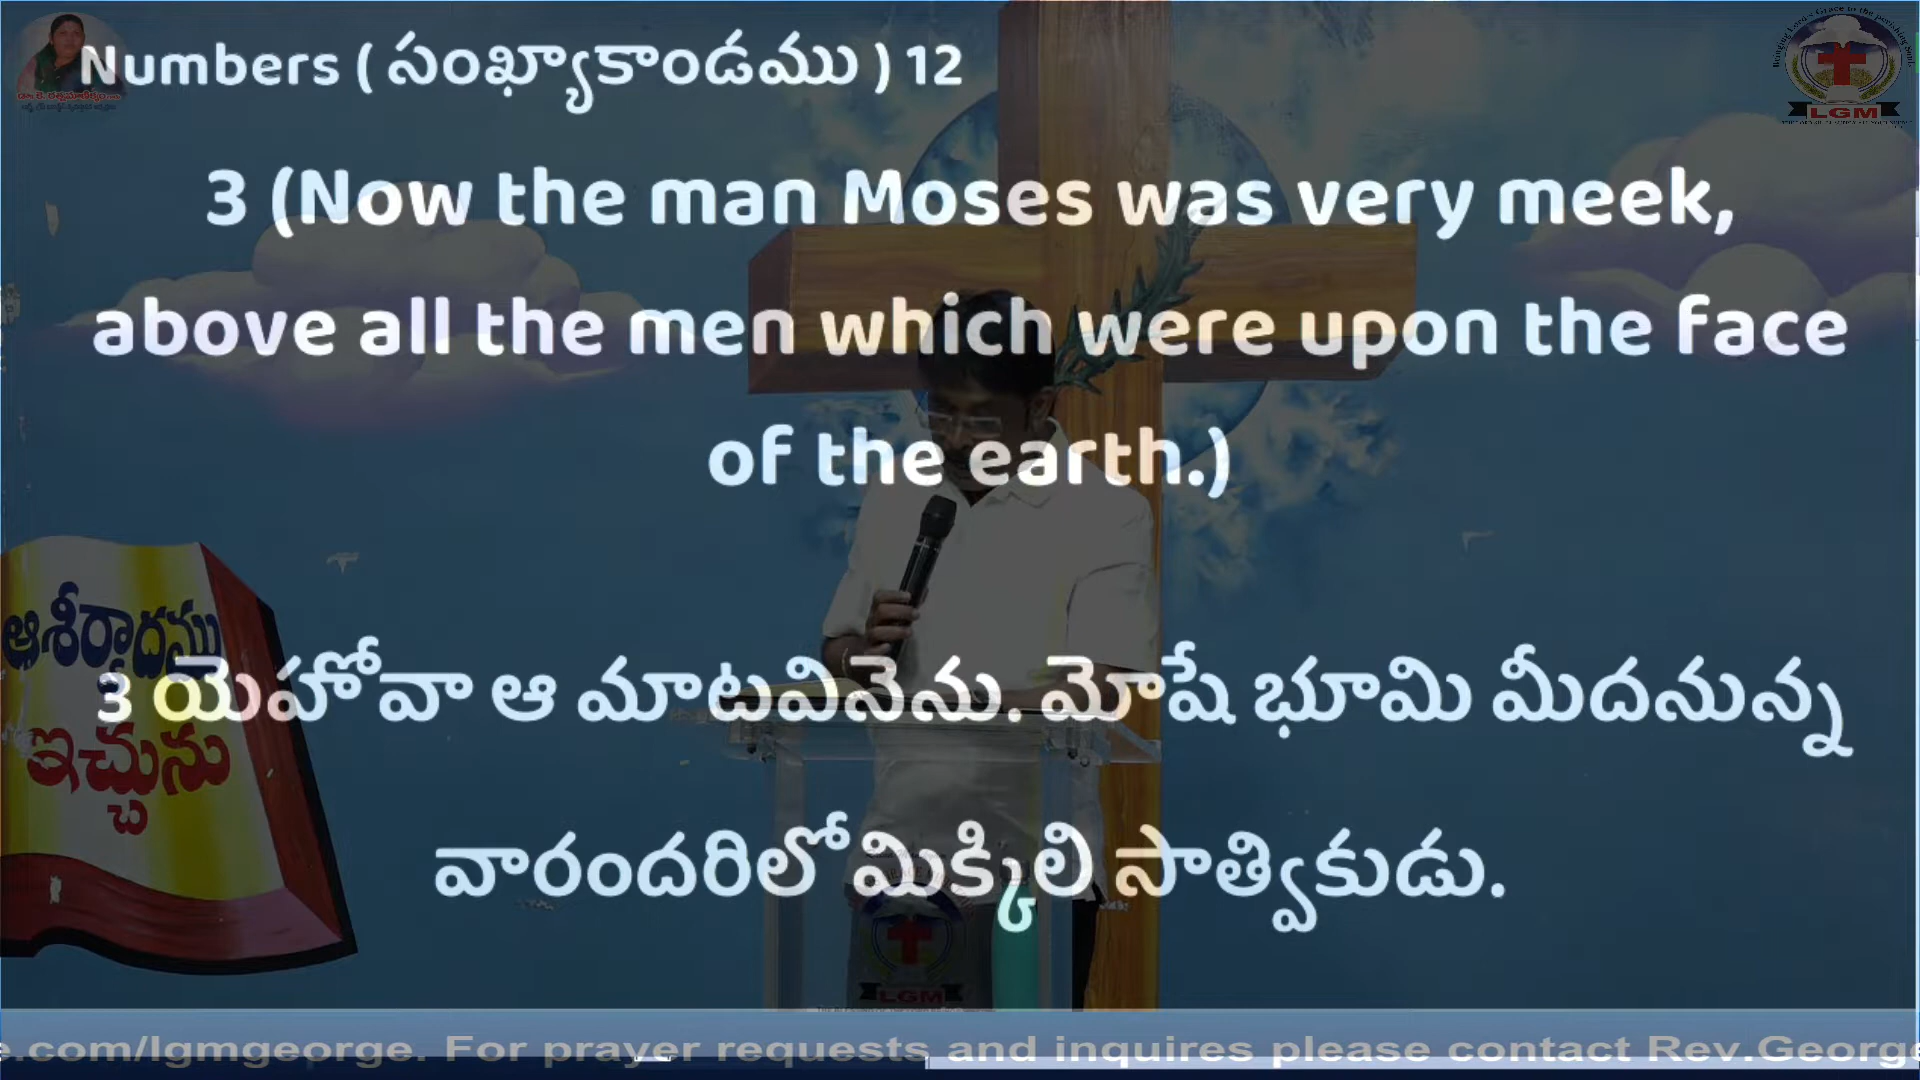 Numbers ( సంఖ్యాకాండము ) 12
3 (Now the man Moses was very meek,
above all the men which were upon the face
of the earth.)
ఆశీర్వాదము
ఇచ్చును
3 యెహోవా ఆ మాటవినెను. మోషే భూమి మీదనున్న
వారందరిలో మిక్కిలి సాత్వికుడు.
LGM
LGM
e.com/lgmgeorge. For prayer requests and inquires please contact Rev.George